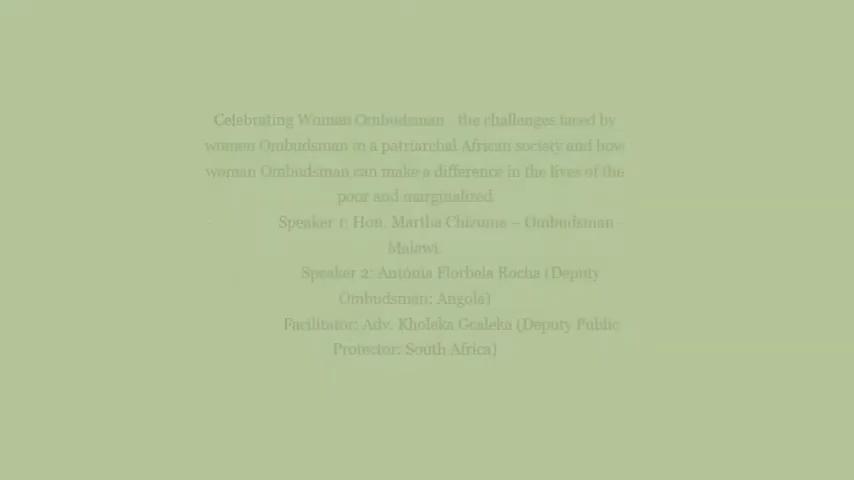 Celebrating Woman Ombudsman - the challenges faced by
women Ombudsman in a patriarchal African society and how
woman Ombudsman can make a difference in the lives of the
poor and marginalized.
Speaker 1: Hon. Martha Chizuma – Ombudsman -
Malawi.
Speaker 2: Antónia Florbela Rocha (Deputy
Ombudsman: Angola)
Facilitator: Adv. Kholeka Gcaleka (Deputy Public
Protector: South Africa)